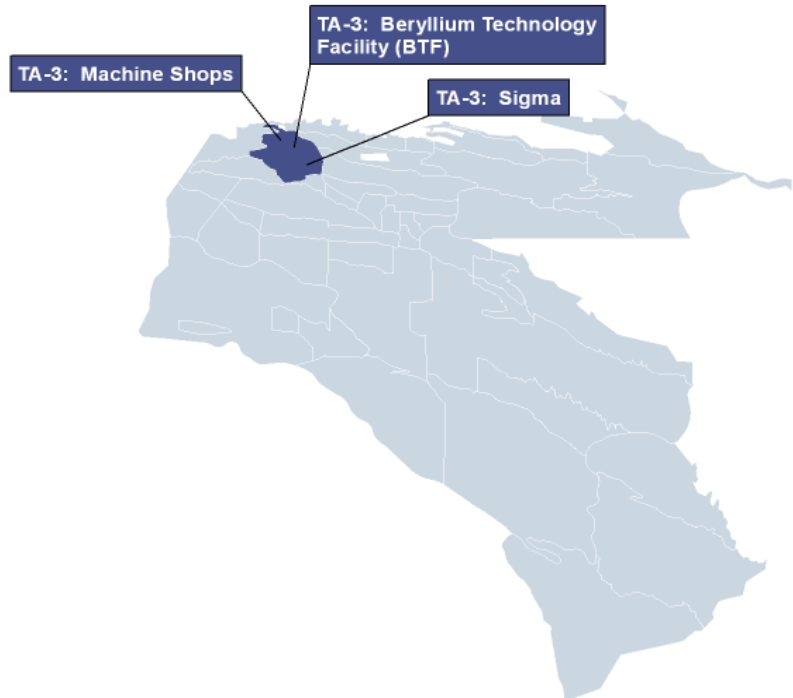 TA-3:  Beryllium Technology
Facility (BTF)
TA-3:  Machine Shops
TA-3:  Sigma